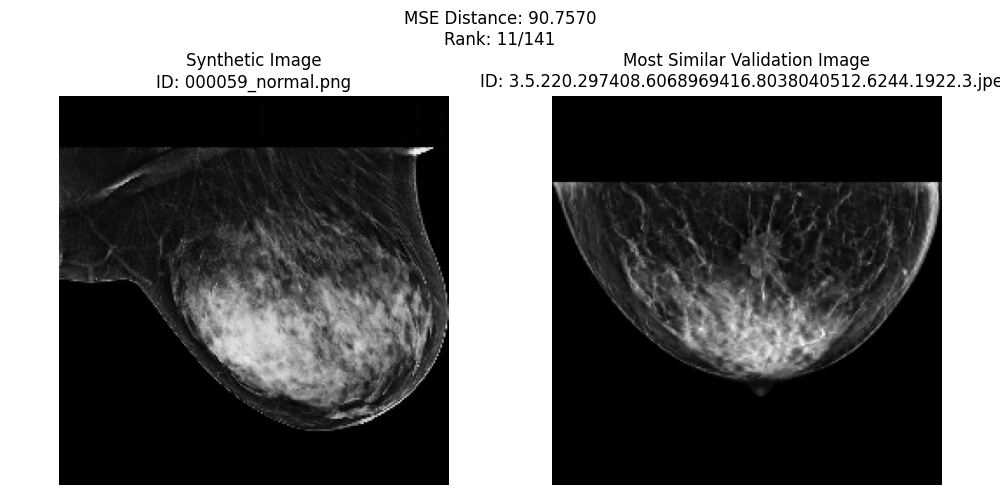 MSE Distance: 90.7570
Rank: 11/141
Synthetic Image
ID: 000059_normal.png
Most Similar Validation Image
ID: 3.5.220.297408.6068969416.8038040512.6244.1922.3.jpe